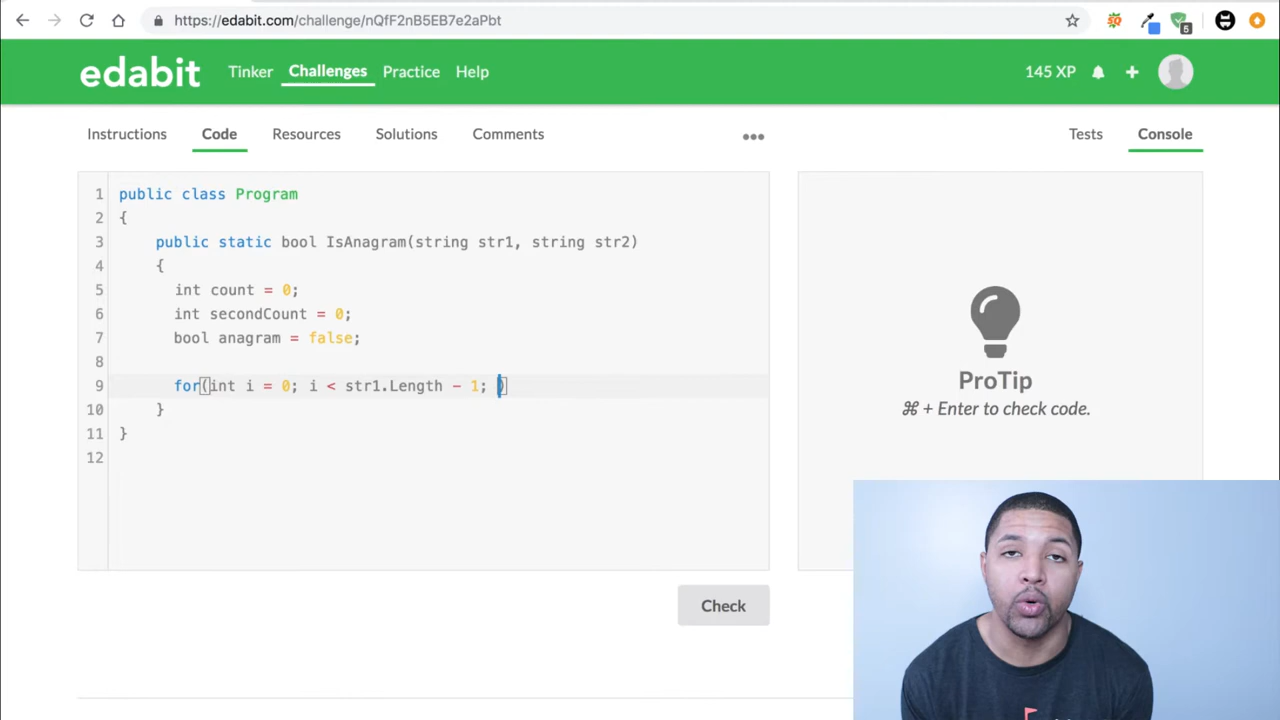 https://edabit.com/challenge/nQfF2nB5EB7e2aPbt
SQ
5
edabit Tinker Challenges Practice Help 145 XP
Instructions Code Resources Solutions Comments Tests Console
1 public class Program
2 {
3 public static bool IsAnagram(string str1, string str2)
4 {
5 int count = 0;
6 int secondCount = 0;
7 bool anagram = false;
8
9 for(int i = 0; i < str1.Length - 1; )
10 }
11 }
12
ProTip
⌘ + Enter to check code.
Check